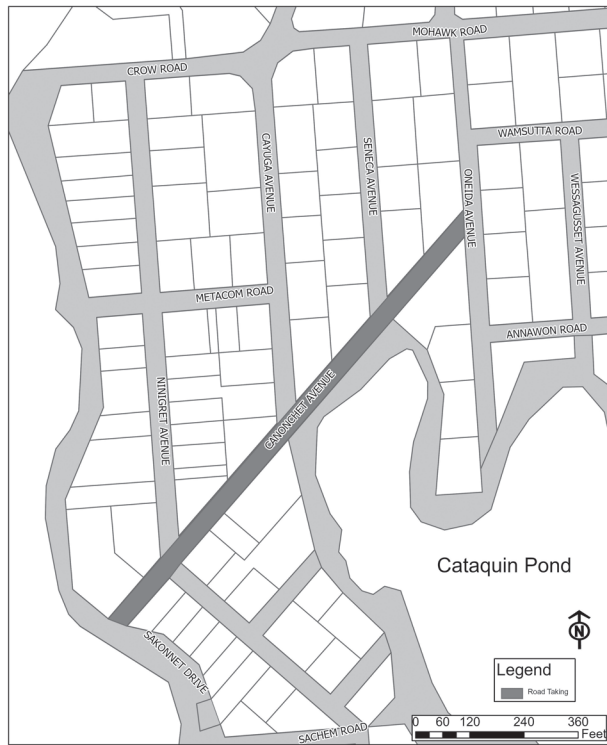 MOHAWK ROAD
CROW ROAD
WAMSUTTA ROAD
CAYUGA AVENUE
SENECA AVENUE
ONEIDA AVENUE
WESSAGUSSET AVENUE
METACOM ROAD
ANNAWON ROAD
NINIGRET AVENUE
CANONCHET AVENUE
Cataquin Pond
N
SAKONNET DRIVE
SACHEM ROAD
Legend
Road Taking
0 60 120 240 360
Feet